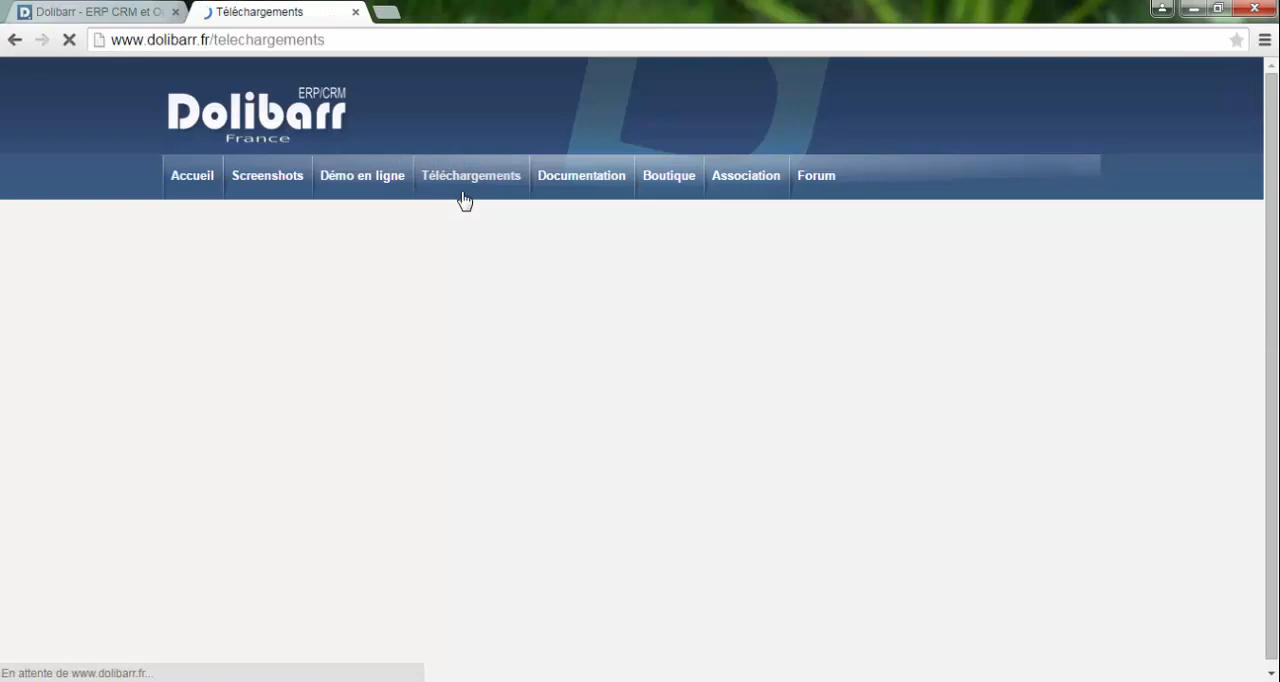 Dolibarr - ERP CRM et O
Téléchargements
www.dolibarr.fr/telechargements
ERP/CRM
Dolibarr
France
Accueil
Screenshots
Démo en ligne
Téléchargements
Documentation
Boutique
Association
Forum
En attente de www.dolibarr.fr...